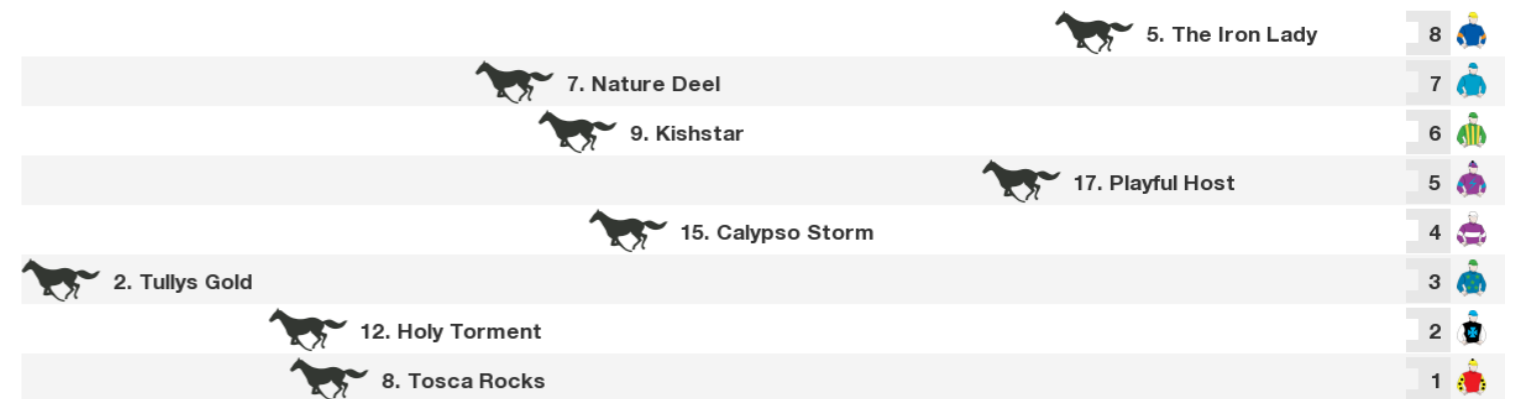 5. The Iron Lady 8
7. Nature Deel 7
9. Kishstar 6
17. Playful Host 5
15. Calypso Storm 4
2. Tullys Gold 3
12. Holy Torment 2
8. Tosca Rocks 1